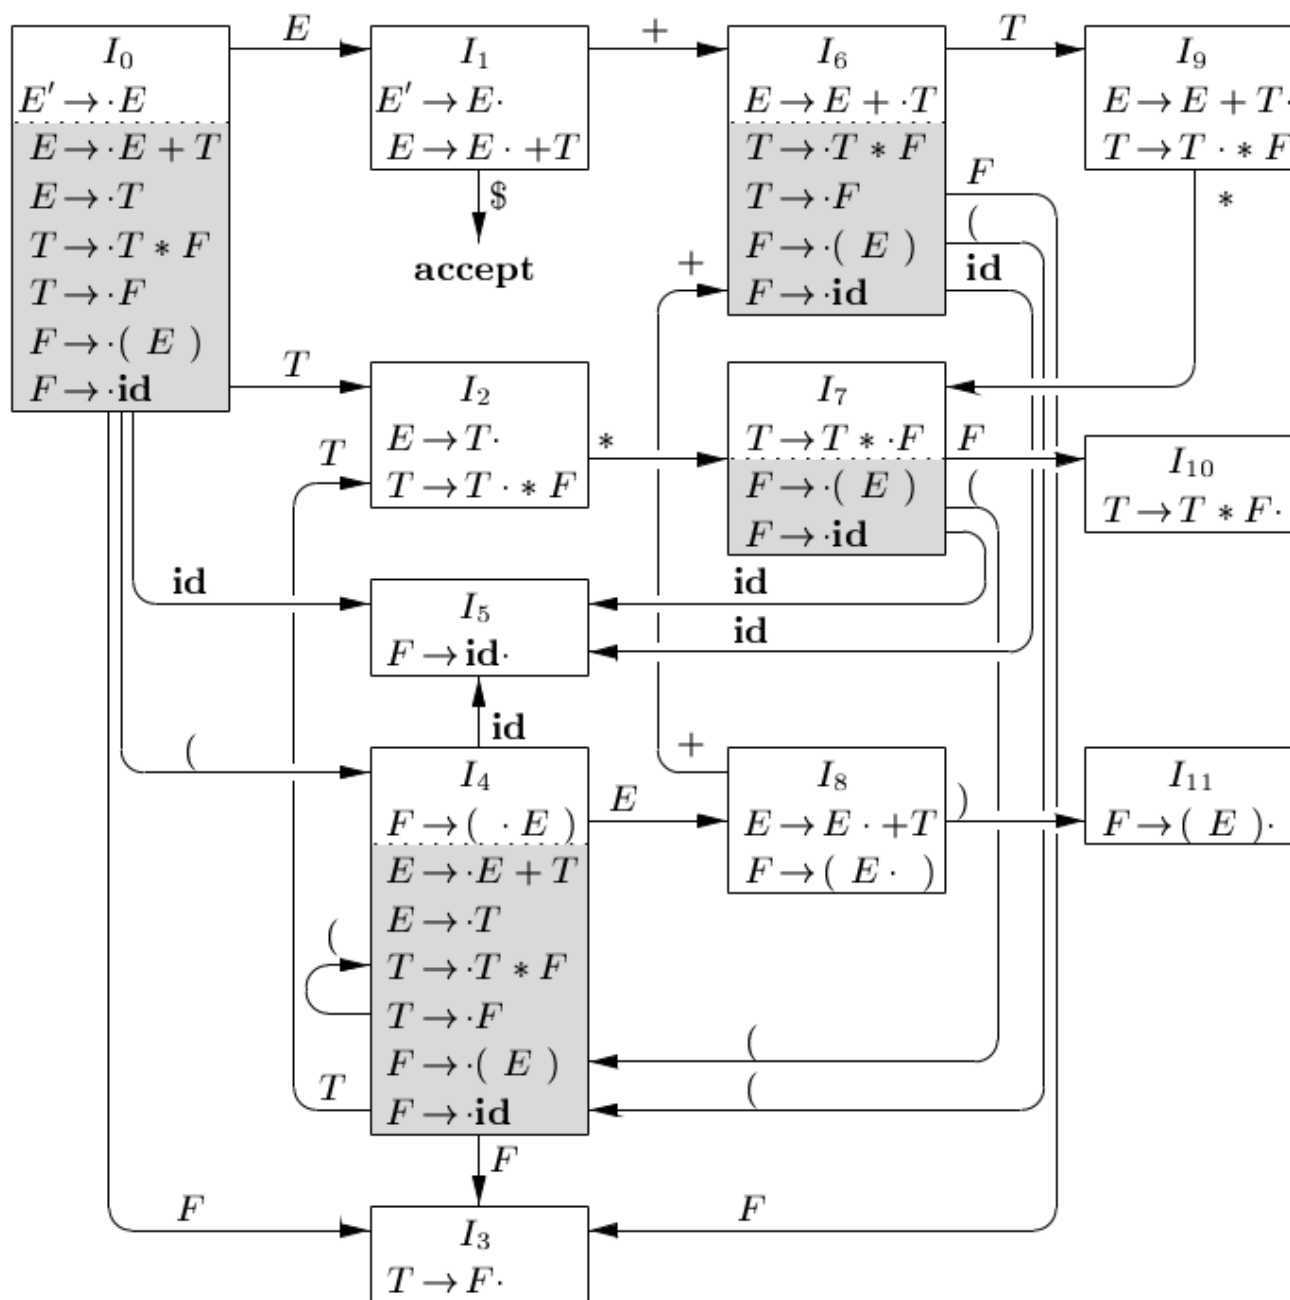 I₀
E′ → ·E
E → ·E + T
E → ·T
T → ·T * F
T → ·F
F → ·( E )
F → ·id
E
I₁
E′ → E·
E → E · +T
$
accept
+
I₆
E → E + ·T
T → ·T * F
T → ·F
F → ·( E )
F → ·id
T
F
(
id
I₉
E → E + T·
T → T · * F
*
+
T
I₂
E → T·
T → T · * F
T
*
I₇
T → T * ·F
F → ·( E )
F → ·id
F
(
I₁₀
T → T * F·
id
I₅
F → id·
id
id
id
(
I₄
F → ( · E )
E → ·E + T
E → ·T
T → ·T * F
T → ·F
F → ·( E )
F → ·id
E
+
I₈
E → E · +T
F → ( E · )
)
I₁₁
F → ( E )·
(
(
T
(
F
F
I₃
T → F·
F